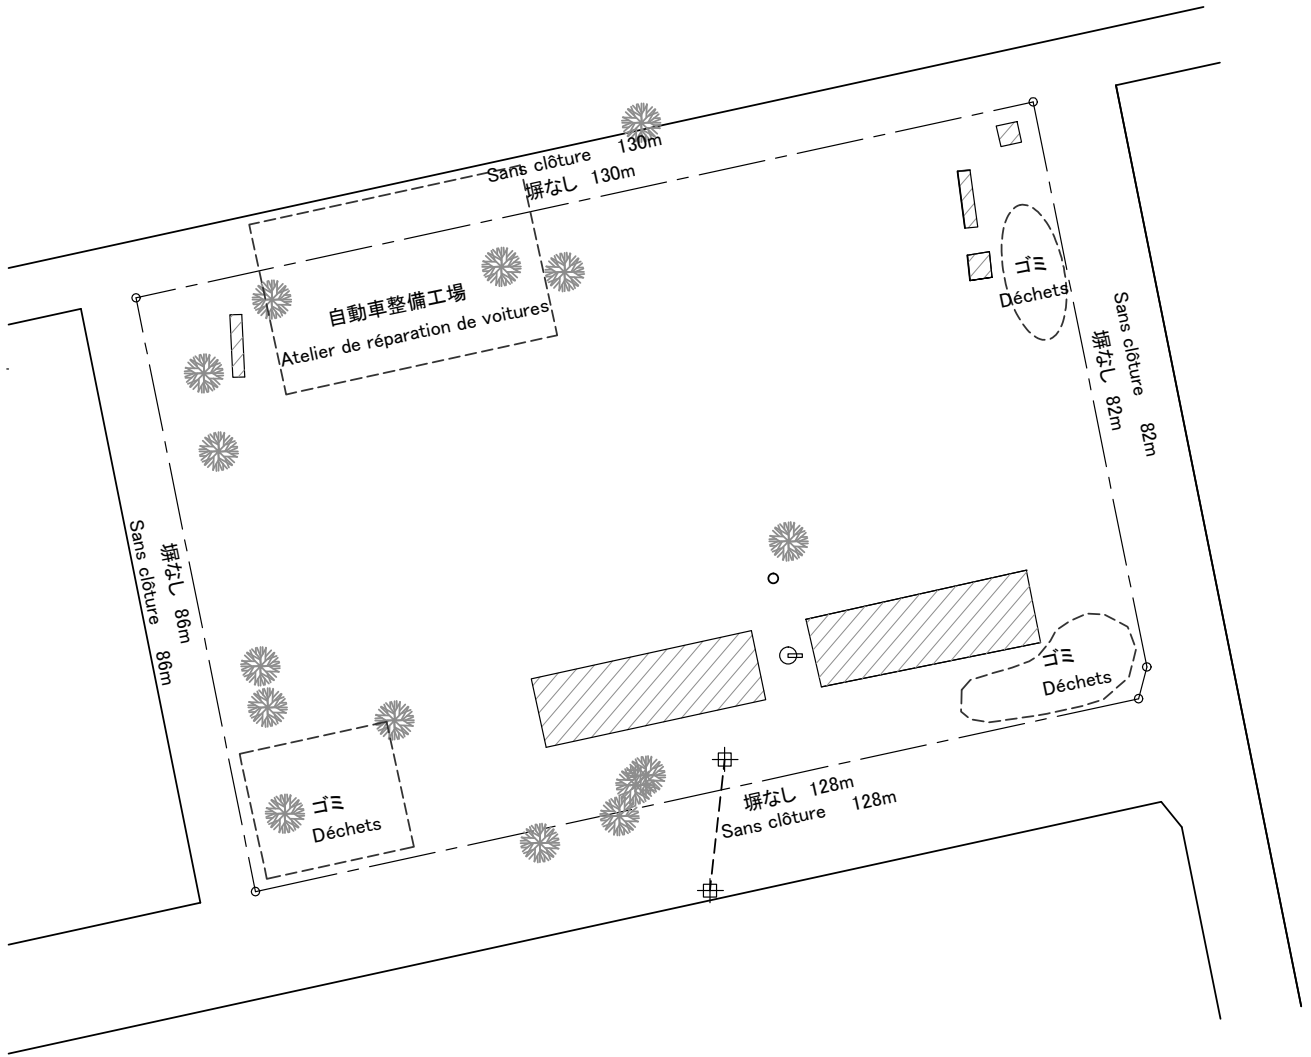 Sans clôture 130m
塀なし 130m
自動車整備工場
Atelier de réparation de voitures
ゴミ
Déchets
Sans clôture 82m
塀なし 82m
塀なし 86m
Sans clôture 86m
ゴミ
Déchets
ゴミ
Déchets
塀なし 128m
Sans clôture 128m